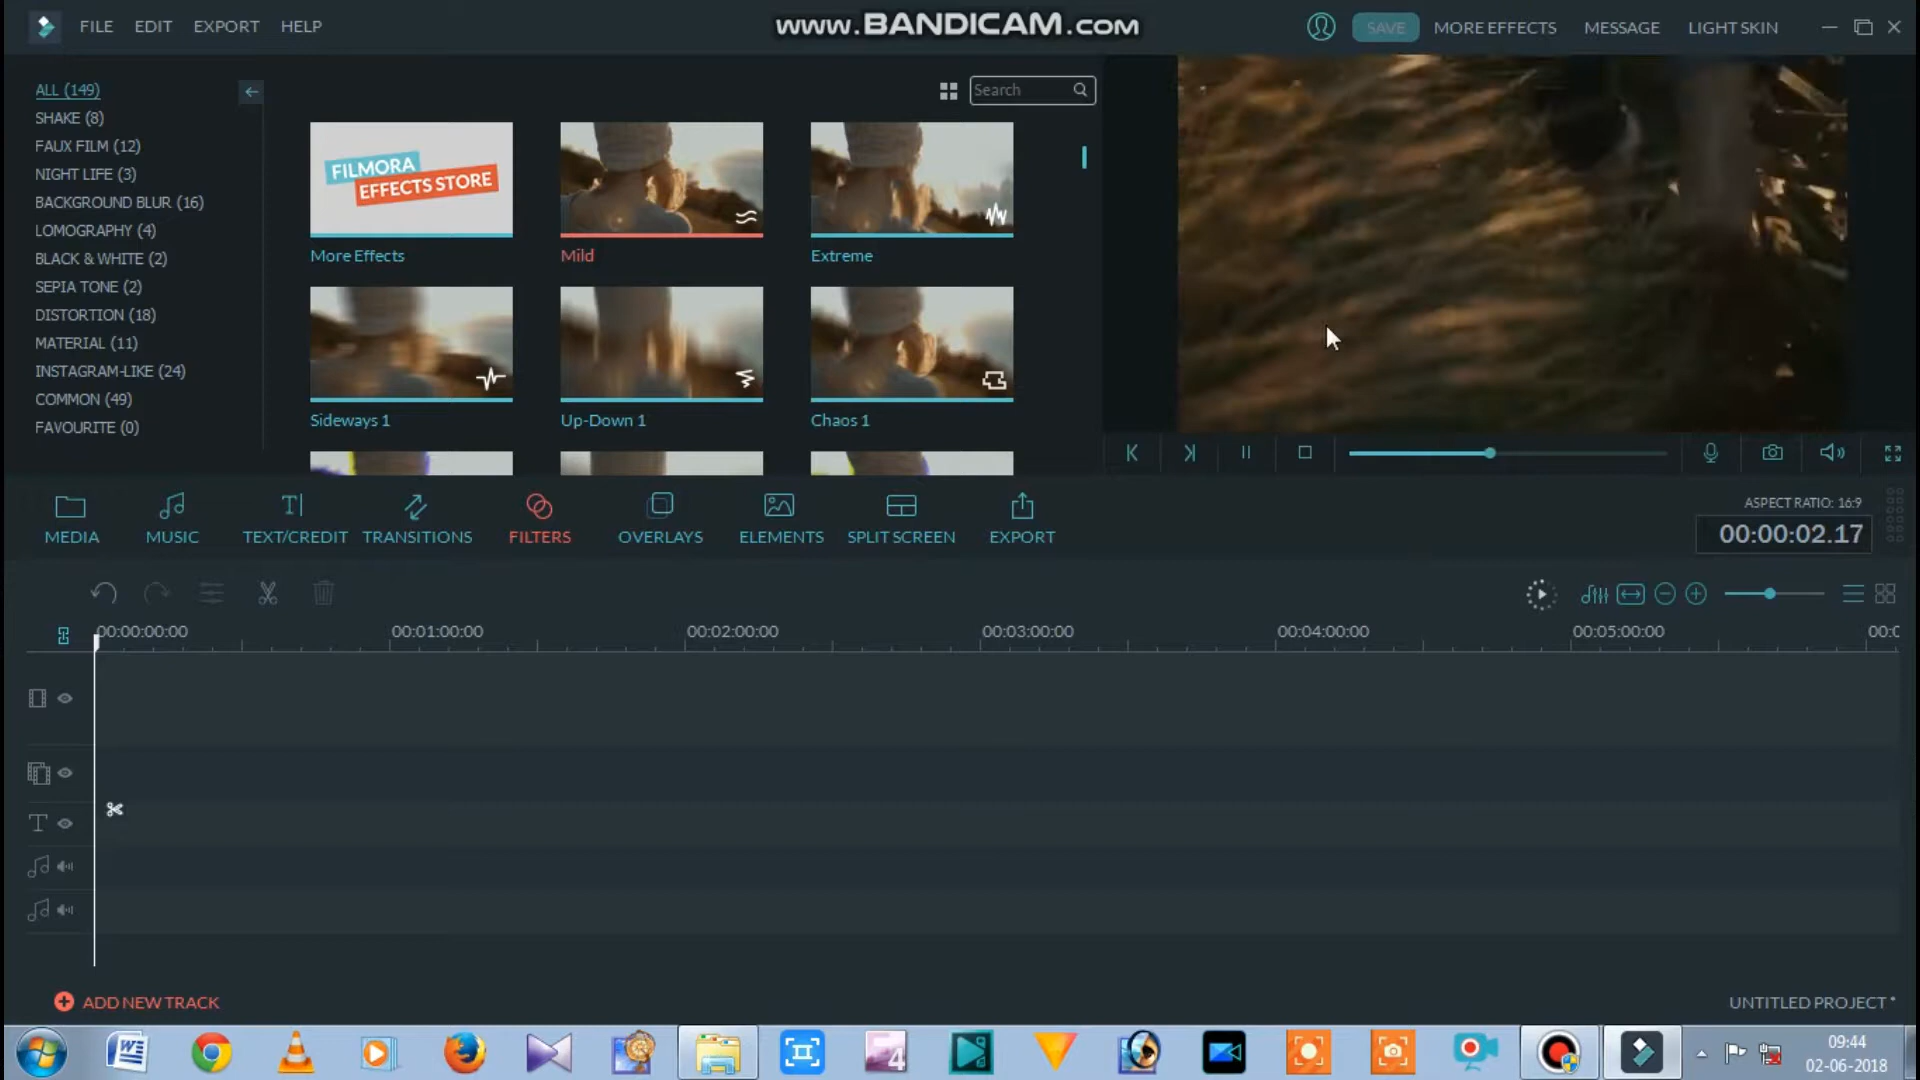 FILE EDIT EXPORT HELP
www.BANDICAM.com
SAVE MORE EFFECTS MESSAGE LIGHT SKIN
ALL (149)
SHAKE (8)
FAUX FILM (12)
NIGHT LIFE (3)
BACKGROUND BLUR (16)
LOMOGRAPHY (4)
BLACK & WHITE (2)
SEPIA TONE (2)
DISTORTION (18)
MATERIAL (11)
INSTAGRAM-LIKE (24)
COMMON (49)
FAVOURITE (0)
Search
FILMORA
EFFECTS STORE
More Effects Mild Extreme
Sideways 1 Up-Down 1 Chaos 1
MEDIA MUSIC TEXT/CREDIT TRANSITIONS FILTERS OVERLAYS ELEMENTS SPLIT SCREEN EXPORT
ASPECT RATIO: 16:9
00:00:02.17
00:00:00:00 00:01:00:00 00:02:00:00 00:03:00:00 00:04:00:00 00:05:00:00
ADD NEW TRACK
UNTITLED PROJECT *
4
09:44
02-06-2018